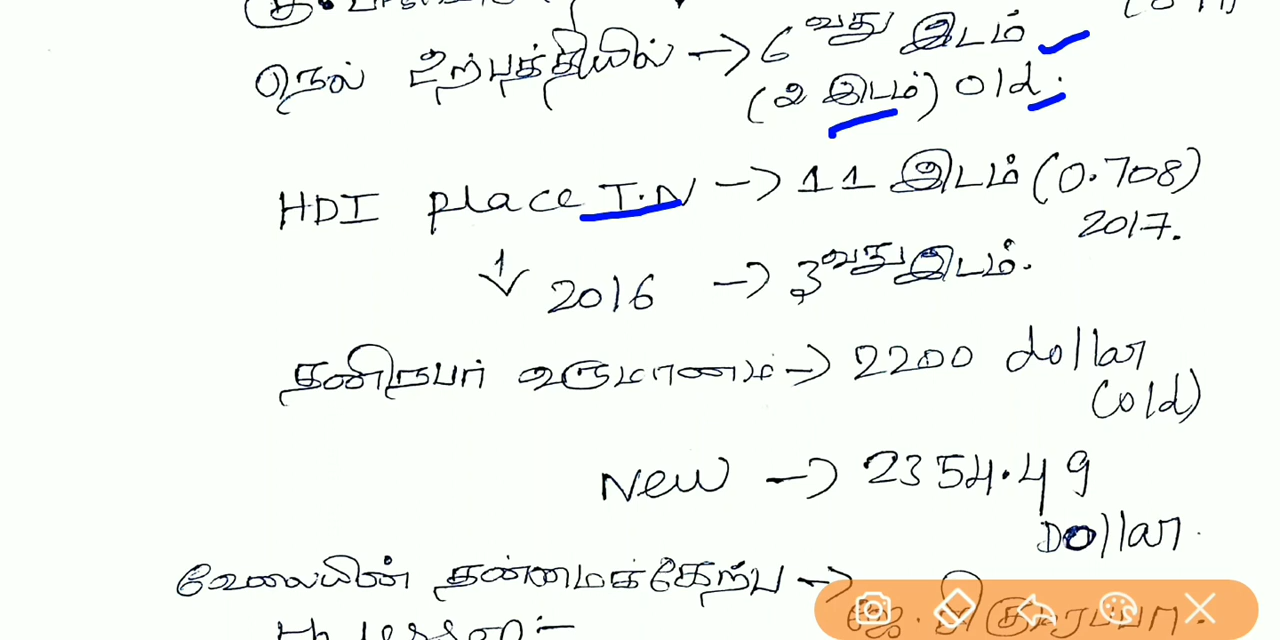 நெல் உற்பத்தியில் → 6 வது இடம்
(2 இடம்) old.
HDI place T.N → 11 இடம் (0.708)
2017.
2016 → 3 வது இடம்.
தனிநபர் வருமானம் → 2200 dollar
(old)
New → 2354.49
Dollar.
வேலையின் தன்மைக்கேற்ப →